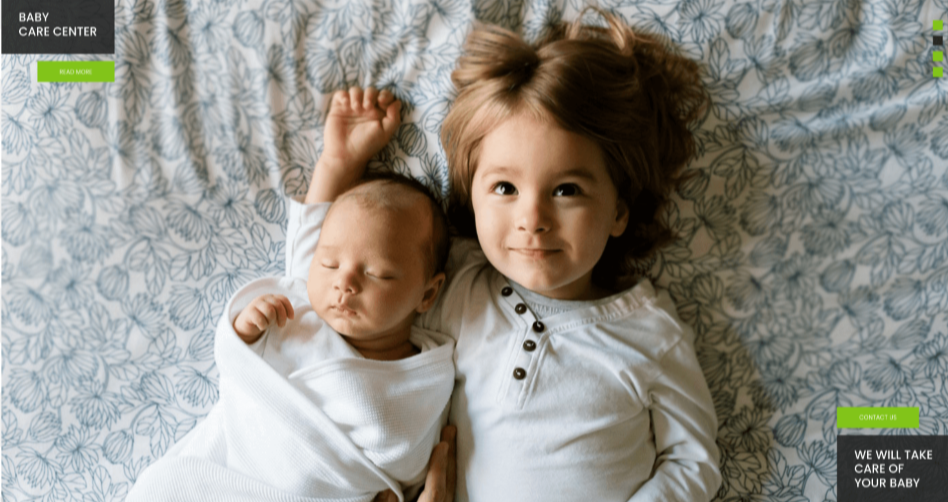 BABY
CARE CENTER
READ MORE
CONTACT US
WE WILL TAKE
CARE OF
YOUR BABY